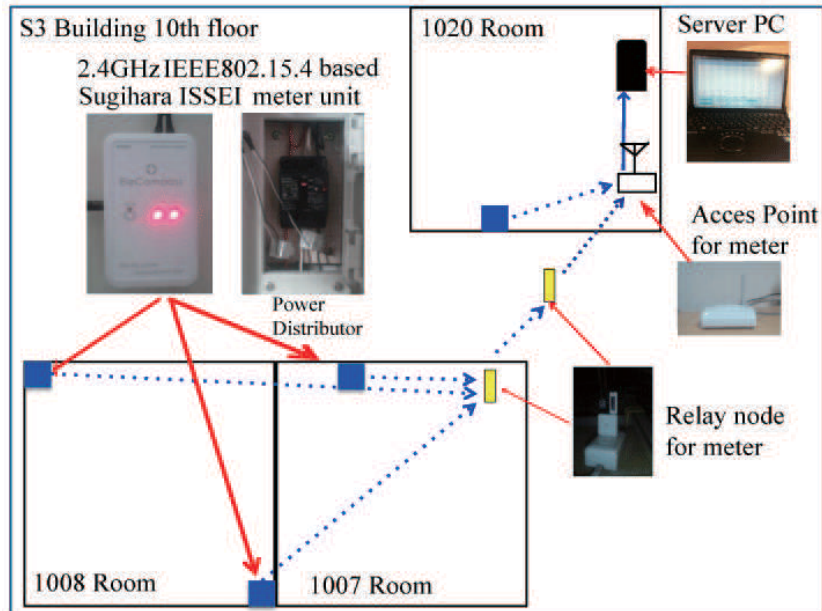 S3 Building 10th floor
2.4GHz IEEE802.15.4 based
Sugihara ISSEI meter unit
Power
Distributor
1020 Room
Server PC
Acces Point
for meter
Relay node
for meter
1008 Room
1007 Room